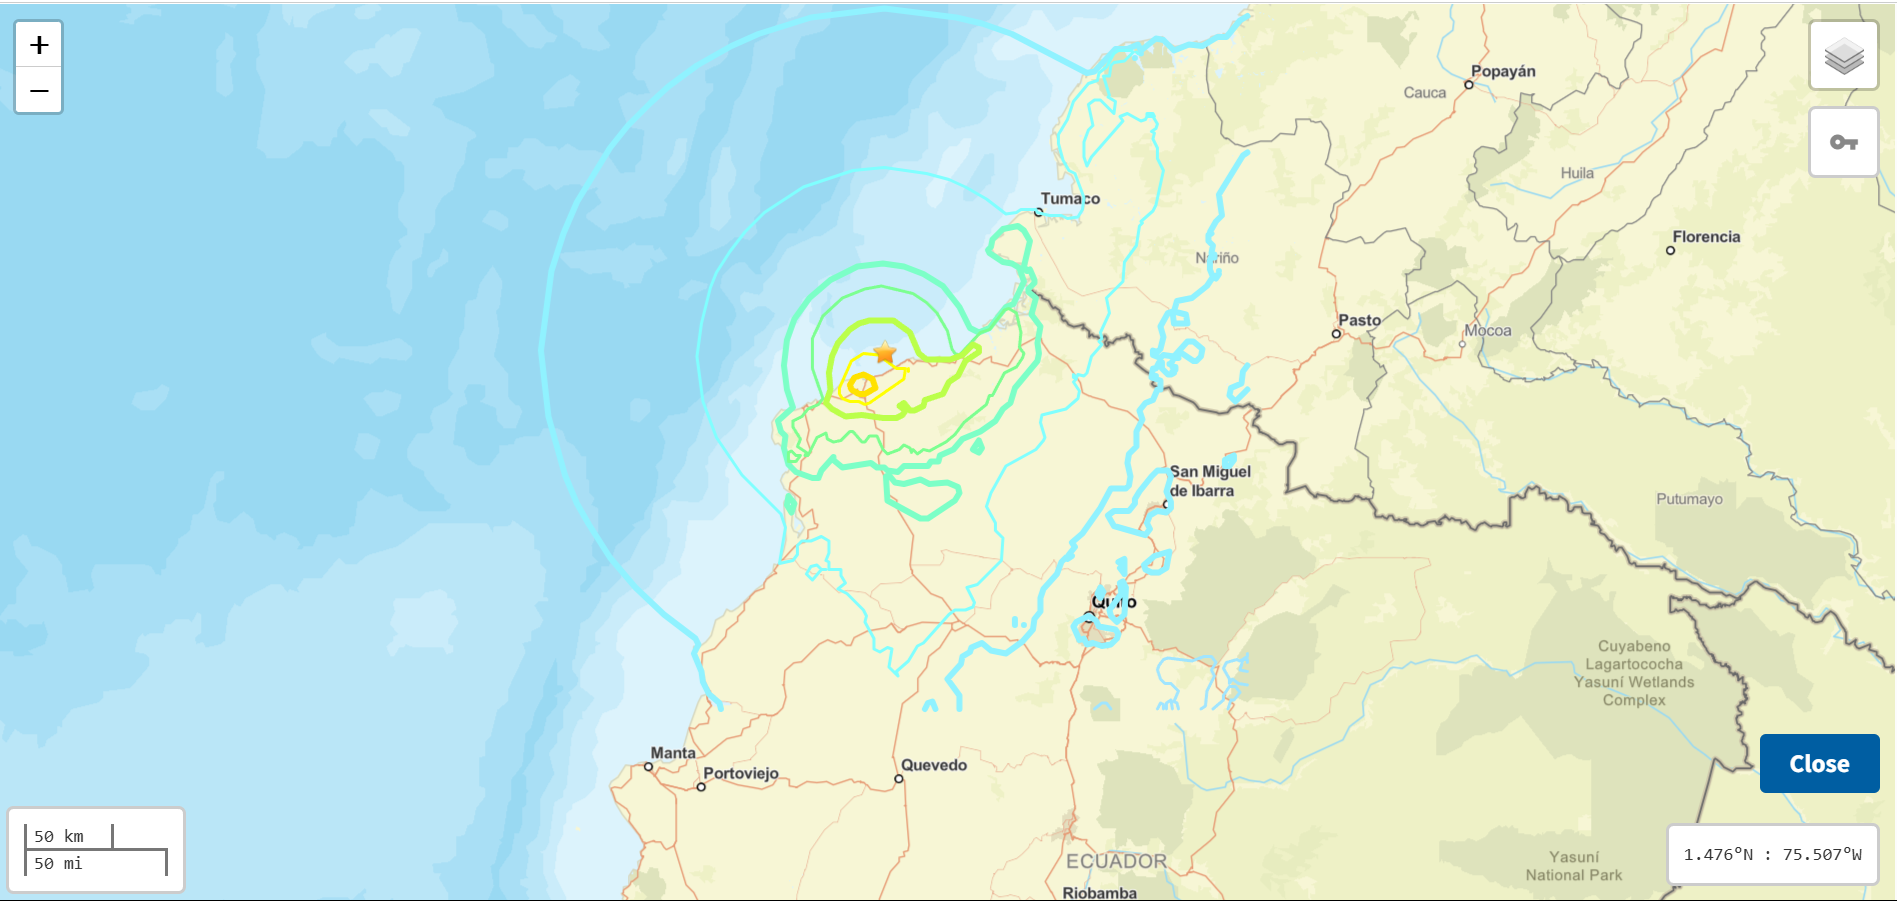 +
−
Popayán
Cauca
Huila
Tumaco
Florencia
Nariño
Pasto
Mocoa
San Miguel
de Ibarra
Putumayo
Quito
Cuyabeno
Lagartococha
Yasuní Wetlands
Complex
Manta
Portoviejo
Quevedo
Close
50 km
50 mi
1.476°N : 75.507°W
ECUADOR
Yasuní
National Park
Riobamba